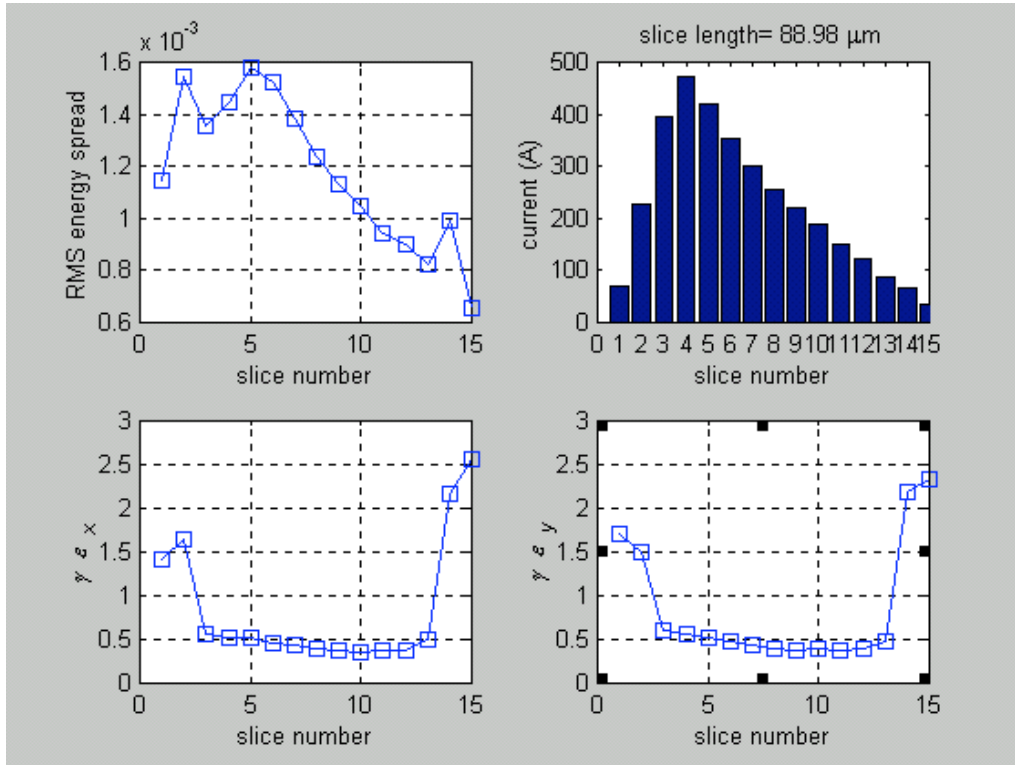 x 10^-3
1.6
1.4
1.2
1
0.8
0.6
0 5 10 15
RMS energy spread
slice number
slice length= 88.98 μm
500
400
300
200
100
0
0 1 2 3 4 5 6 7 8 9 10 11 12 13 14 15
current (A)
slice number
3
2.5
2
1.5
1
0.5
0
0 5 10 15
γ ε x
slice number
3
2.5
2
1.5
1
0.5
0
0 5 10 15
γ ε y
slice number